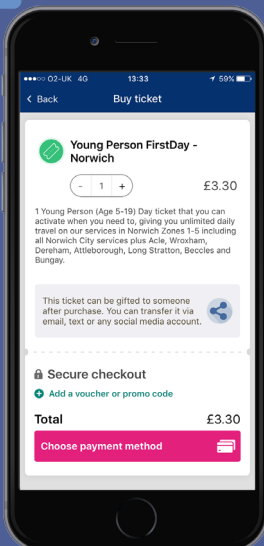 O2-UK 4G 13:33 59%
Back Buy ticket
Young Person FirstDay -
Norwich
- 1 + £3.30
1 Young Person (Age 5-19) Day ticket that you can
activate when you need to, giving you unlimited daily
travel on our services in Norwich Zones 1-5 including
all Norwich City services plus Acle, Wroxham,
Dereham, Attleborough, Long Stratton, Beccles and
Bungay.
This ticket can be gifted to someone
after purchase. You can transfer it via
email, text or any social media account.
Secure checkout
Add a voucher or promo code
Total £3.30
Choose payment method